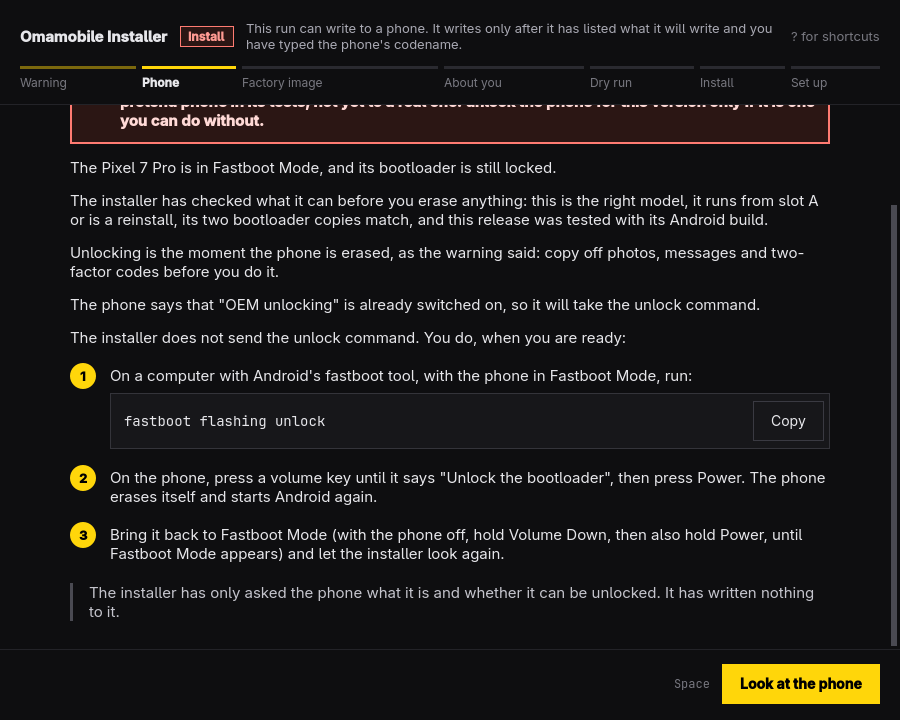 Omamobile Installer
Install
This run can write to a phone. It writes only after it has listed what it will write and you
have typed the phone's codename.
? for shortcuts
Warning
Phone
Factory image
About you
Dry run
Install
Set up
you can do without.
The Pixel 7 Pro is in Fastboot Mode, and its bootloader is still locked.
The installer has checked what it can before you erase anything: this is the right model, it runs from slot A
or is a reinstall, its two bootloader copies match, and this release was tested with its Android build.
Unlocking is the moment the phone is erased, as the warning said: copy off photos, messages and two-
factor codes before you do it.
The phone says that "OEM unlocking" is already switched on, so it will take the unlock command.
The installer does not send the unlock command. You do, when you are ready:
1 On a computer with Android's fastboot tool, with the phone in Fastboot Mode, run:
fastboot flashing unlock
Copy
2 On the phone, press a volume key until it says "Unlock the bootloader", then press Power. The phone
erases itself and starts Android again.
3 Bring it back to Fastboot Mode (with the phone off, hold Volume Down, then also hold Power, until
Fastboot Mode appears) and let the installer look again.
The installer has only asked the phone what it is and whether it can be unlocked. It has written nothing
to it.
Space
Look at the phone